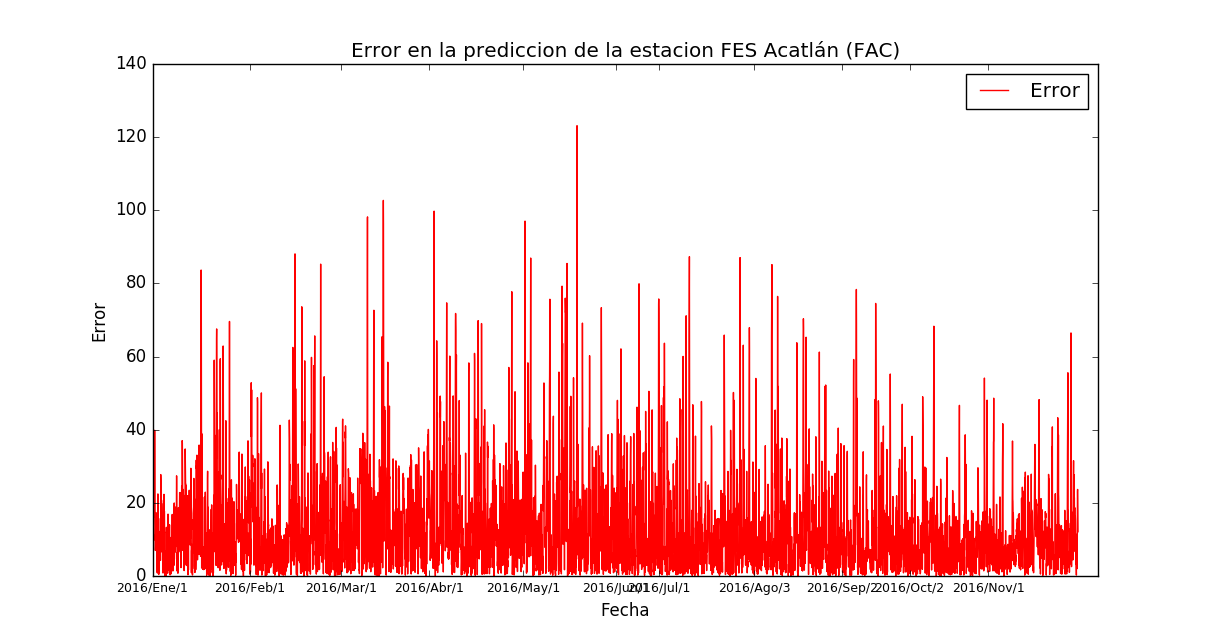 Error en la prediccion de la estacion FES Acatlán (FAC)
Error
140
120
100
80
60
40
20
0
Error
2016/Ene/1
2016/Feb/1
2016/Mar/1
2016/Abr/1
2016/May/1
2016/Jun/1
2016/Jul/1
2016/Ago/3
2016/Sep/2
2016/Oct/2
2016/Nov/1
Fecha